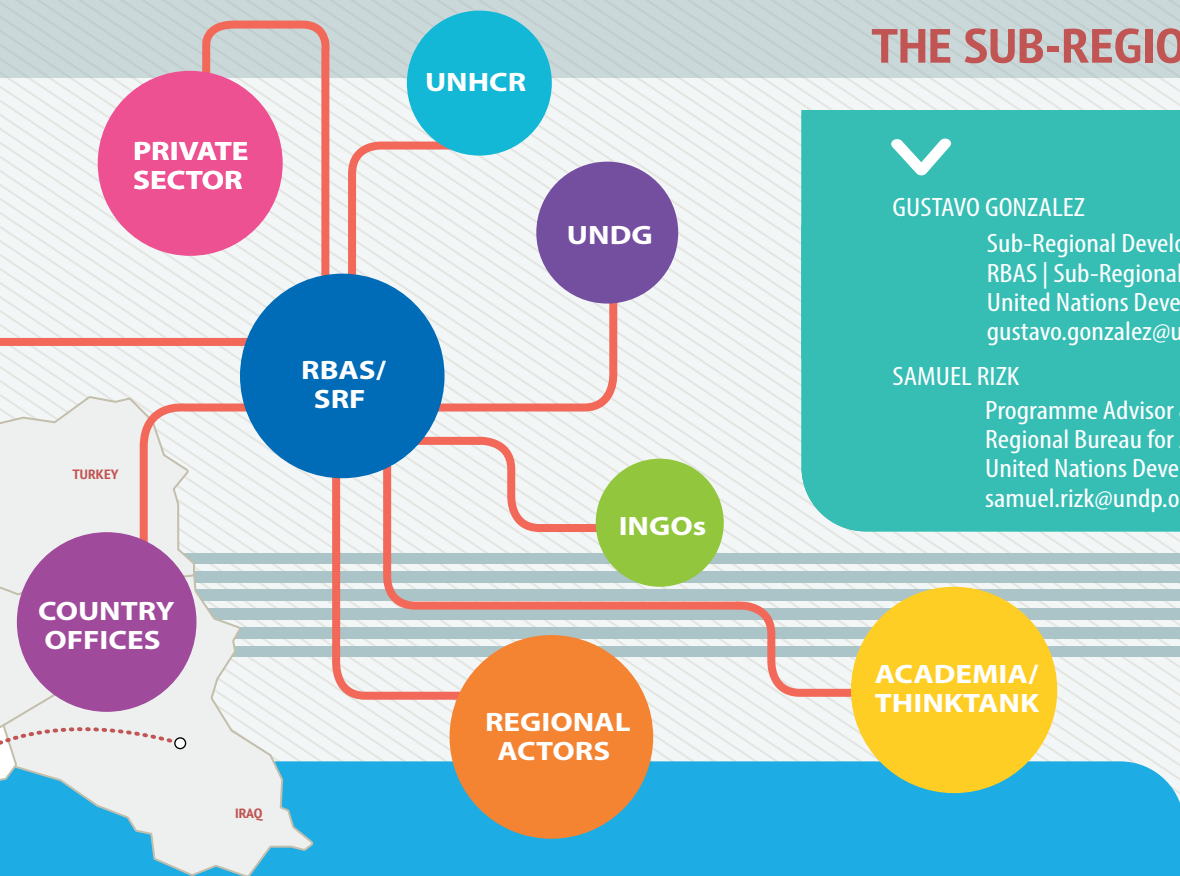 THE SUB-REGIO
UNHCR
PRIVATE
SECTOR
UNDG
GUSTAVO GONZALEZ
Sub-Regional Develo
RBAS | Sub-Regional
United Nations Deve
gustavo.gonzalez@u
SAMUEL RIZK
Programme Advisor
Regional Bureau for
United Nations Deve
samuel.rizk@undp.o
RBAS/
SRF
TURKEY
INGOs
COUNTRY
OFFICES
REGIONAL
ACTORS
ACADEMIA/
THINKTANK
IRAQ